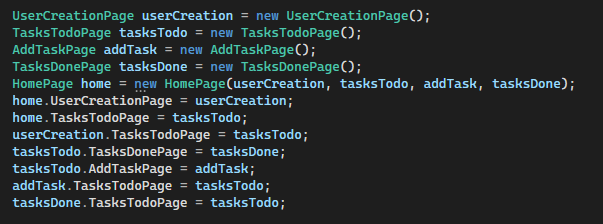 UserCreationPage userCreation = new UserCreationPage();
TasksTodoPage tasksTodo = new TasksTodoPage();
AddTaskPage addTask = new AddTaskPage();
TasksDonePage tasksDone = new TasksDonePage();
HomePage home = new HomePage(userCreation, tasksTodo, addTask, tasksDone);
home.UserCreationPage = userCreation;
home.TasksTodoPage = tasksTodo;
userCreation.TasksTodoPage = tasksTodo;
tasksTodo.TasksDonePage = tasksDone;
tasksTodo.AddTaskPage = addTask;
addTask.TasksTodoPage = tasksTodo;
tasksDone.TasksTodoPage = tasksTodo;